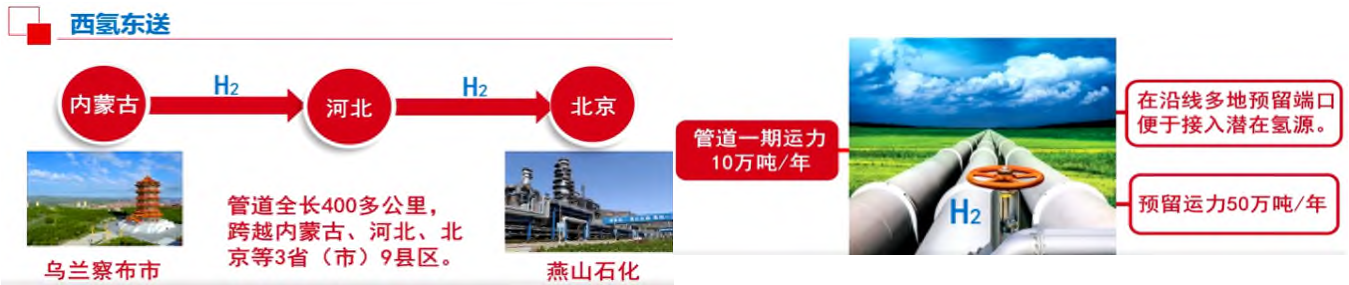 西氢东送
内蒙古
H2
河北
H2
北京
管道全长400多公里，
跨越内蒙古、河北、北
京等3省（市）9县区。
乌兰察布市
燕山石化
管道一期运力
10万吨/年
H2
在沿线多地预留端口
便于接入潜在氢源。
预留运力50万吨/年